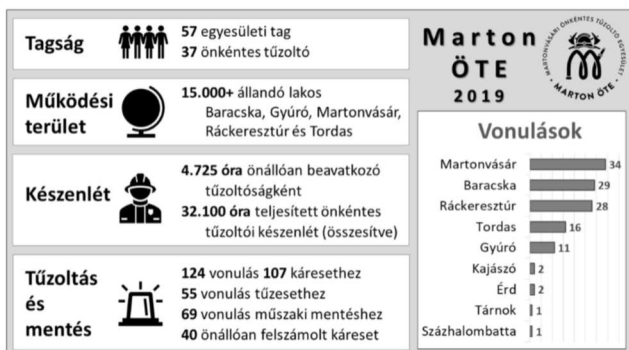 Tagság
57 egyesületi tag
37 önkéntes tűzoltó
Működési
terület
15.000+ állandó lakos
Baracska, Gyúró, Martonvásár,
Ráckeresztúr és Tordas
Készenlét
4.725 óra önállóan beavatkozó
tűzoltóságként
32.100 óra teljesített önkéntes
tűzoltói készenlét (összesítve)
Tűzoltás
és
mentés
124 vonulás 107 káresethez
55 vonulás tűzesethez
69 vonulás műszaki mentéshez
40 önállóan felszámolt káreset
Marton
ÖTE
2019
MARTONVÁSÁRI ÖNKÉNTES TŰZOLTÓ EGYESÜLET
MARTON ÖTE
Vonulások
Martonvásár 34
Baracska 29
Ráckeresztúr 28
Tordas 16
Gyúró 11
Kajászó 2
Érd 2
Tárnok 1
Százhalombatta 1